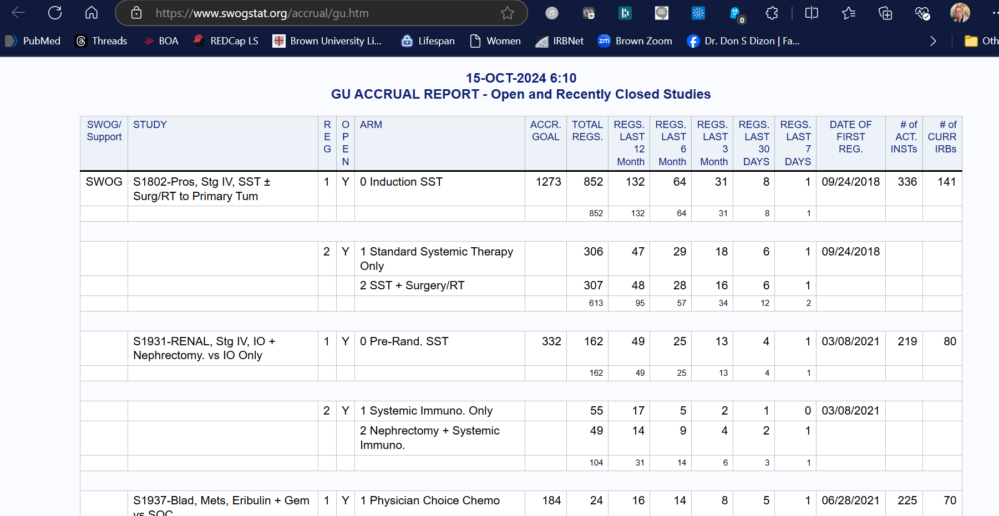 https://www.swogstat.org/accrual/gu.htm
0
PubMed Threads BOA REDCap LS Brown University Li... Lifespan Women IRBNet Brown Zoom Dr. Don S Dizon | Fa... Oth
15-OCT-2024 6:10
GU ACCRUAL REPORT - Open and Recently Closed Studies
SWOG/ Support STUDY REG OPEN ARM ACCR. GOAL TOTAL REGS. REGS. LAST 12 Month REGS. LAST 6 Month REGS. LAST 3 Month REGS. LAST 30 DAYS REGS. LAST 7 DAYS DATE OF FIRST REG. # of ACT. INSTs # of CURR IRBs
SWOG S1802-Pros, Stg IV, SST ± Surg/RT to Primary Tum 1 Y 0 Induction SST 1273 852 132 64 31 8 1 09/24/2018 336 141
852 132 64 31 8 1
2 Y 1 Standard Systemic Therapy Only 306 47 29 18 6 1 09/24/2018
2 SST + Surgery/RT 307 48 28 16 6 1
613 95 57 34 12 2
S1931-RENAL, Stg IV, IO + Nephrectomy. vs IO Only 1 Y 0 Pre-Rand. SST 332 162 49 25 13 4 1 03/08/2021 219 80
162 49 25 13 4 1
2 Y 1 Systemic Immuno. Only 55 17 5 2 1 0 03/08/2021
2 Nephrectomy + Systemic Immuno. 49 14 9 4 2 1
104 31 14 6 3 1
S1937-Blad, Mets, Eribulin + Gem vs SOC 1 Y 1 Physician Choice Chemo 184 24 16 14 8 5 1 06/28/2021 225 70